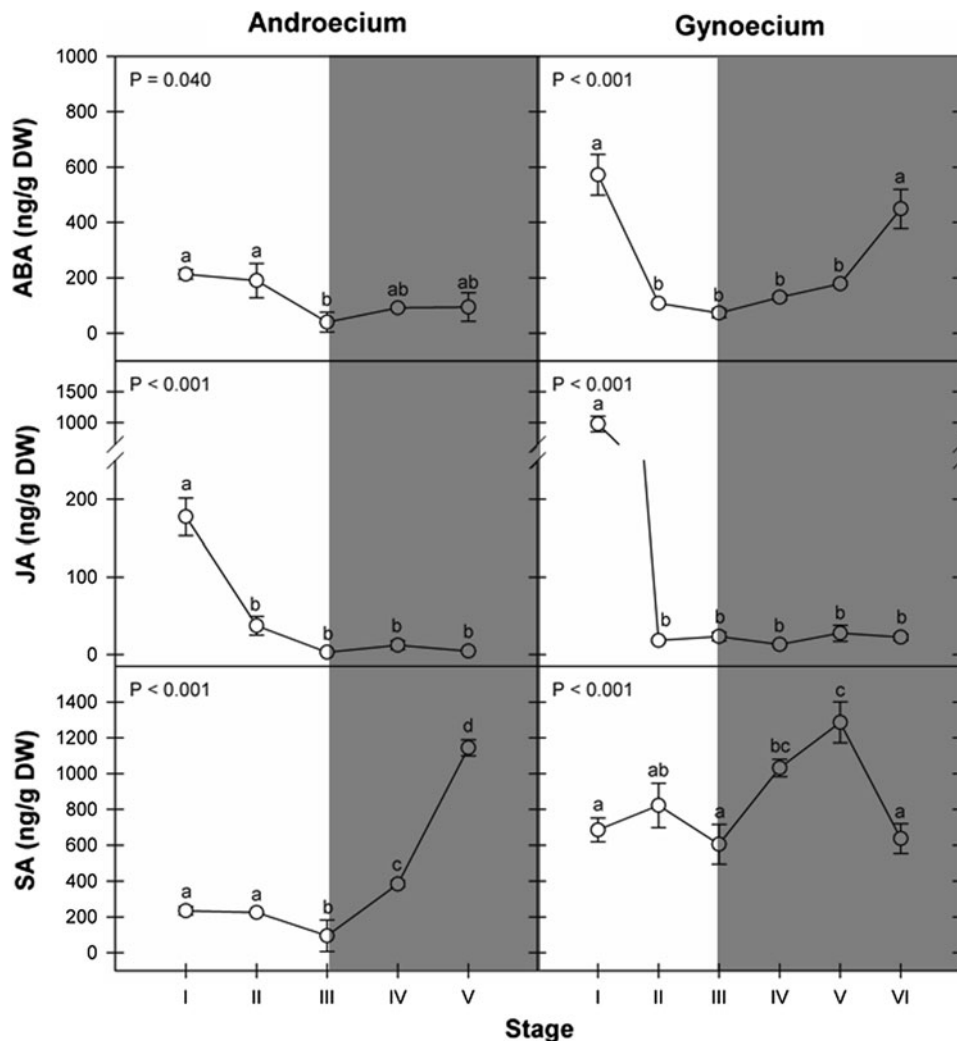 Androecium Gynoecium
ABA (ng/g DW)
1000
800
600
400
200
0
P = 0.040
a a b ab ab
P < 0.001
a b b b b a
JA (ng/g DW)
1500
1000
200
100
0
P < 0.001
a b b b b
P < 0.001
a b b b b b
SA (ng/g DW)
1400
1200
1000
800
600
400
200
0
P < 0.001
a a b c d
P < 0.001
a ab a bc c a
I II III IV V I II III IV V VI
Stage